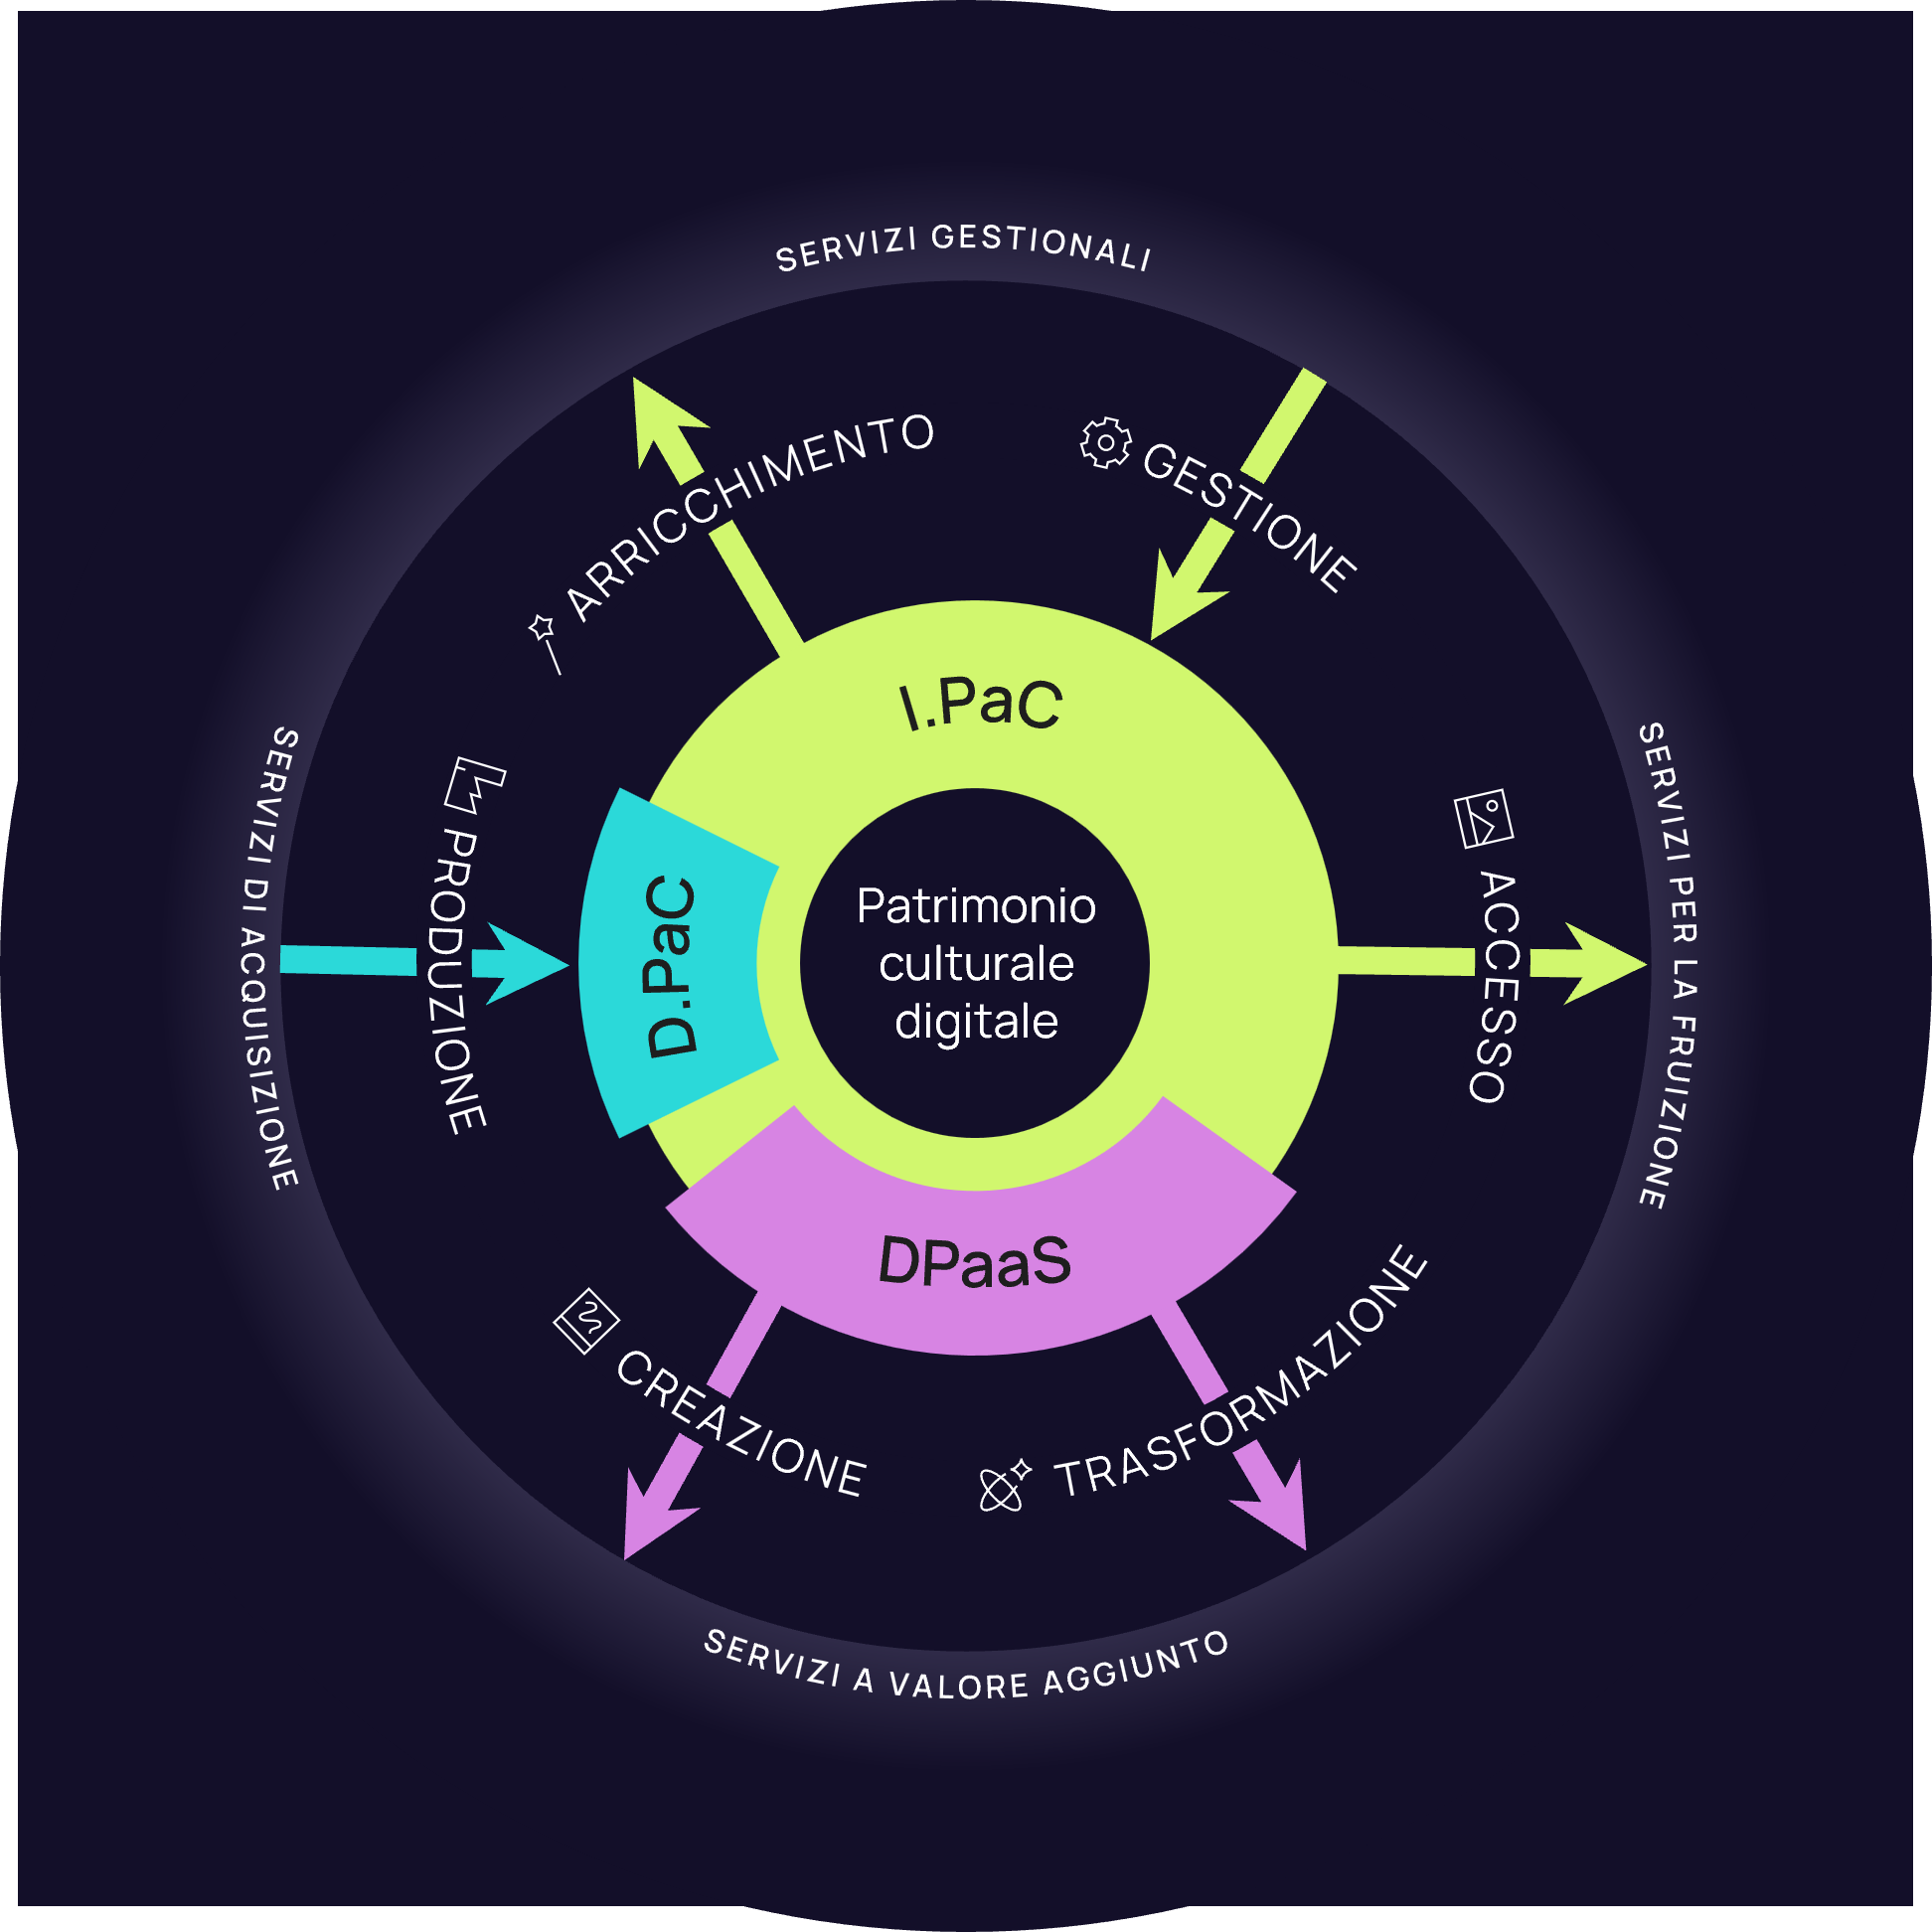 SERVIZI GESTIONALI
ARRICCHIMENTO
GESTIONE
I.PaC
SERVIZI DI ACQUISIZIONE
PRODUZIONE
D.PaC
Patrimonio
culturale
digitale
ACCESSO
SERVIZI PER LA FRUIZIONE
DPaaS
CREAZIONE
TRASFORMAZIONE
SERVIZI A VALORE AGGIUNTO